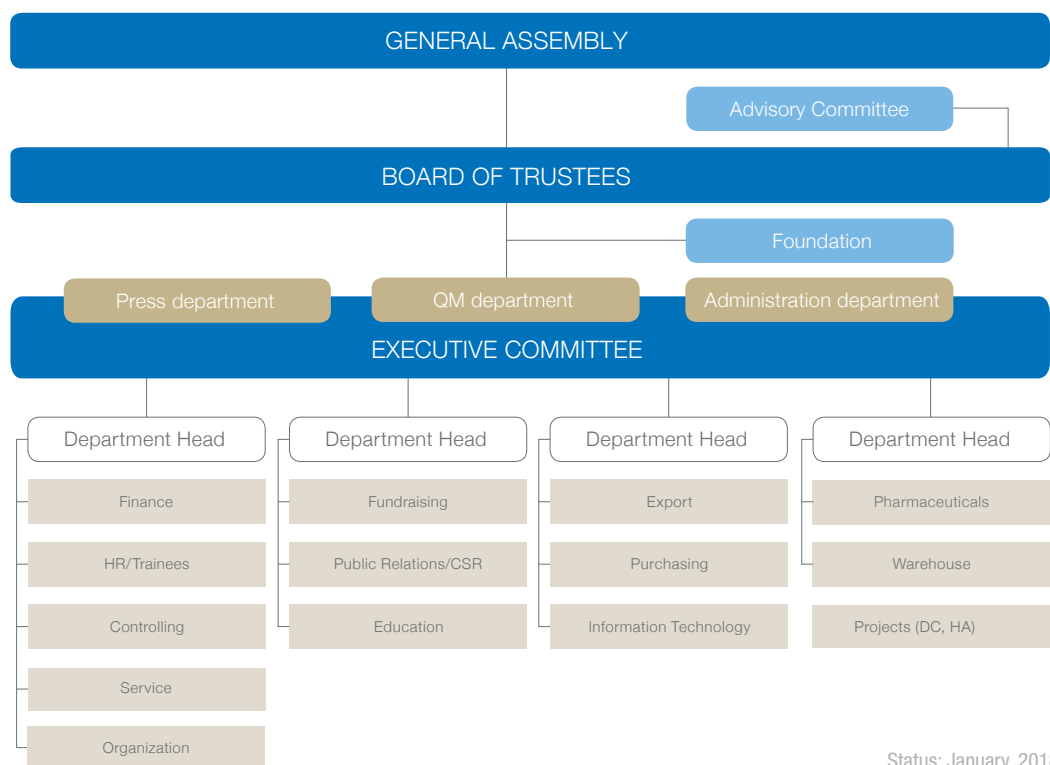 GENERAL ASSEMBLY
Advisory Committee
BOARD OF TRUSTEES
Foundation
Press department
QM department
Administration department
EXECUTIVE COMMITTEE
Department Head
Department Head
Department Head
Department Head
Finance
Fundraising
Export
Pharmaceuticals
HR/Trainees
Public Relations/CSR
Purchasing
Warehouse
Controlling
Education
Information Technology
Projects (DC, HA)
Service
Organization
Status: January,